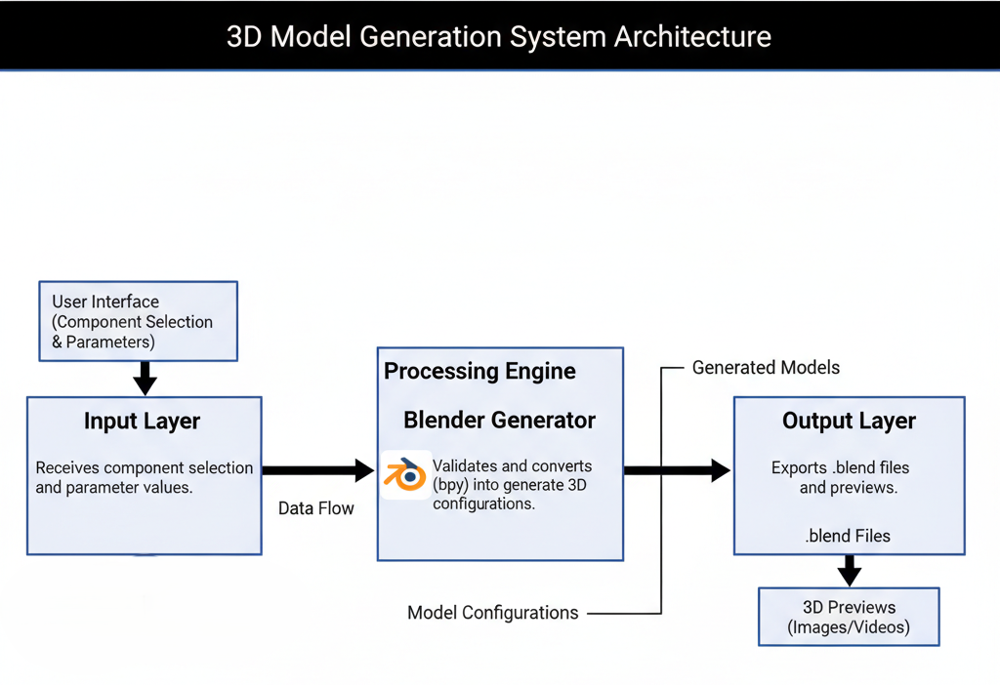 3D Model Generation System Architecture
User Interface
(Component Selection
& Parameters)
Input Layer
Receives component selection
and parameter values.
Data Flow
Processing Engine
Blender Generator
Validates and converts
(bpy) into generate 3D
configurations.
Generated Models
Model Configurations
Output Layer
Exports .blend files
and previews.
.blend Files
3D Previews
(Images/Videos)